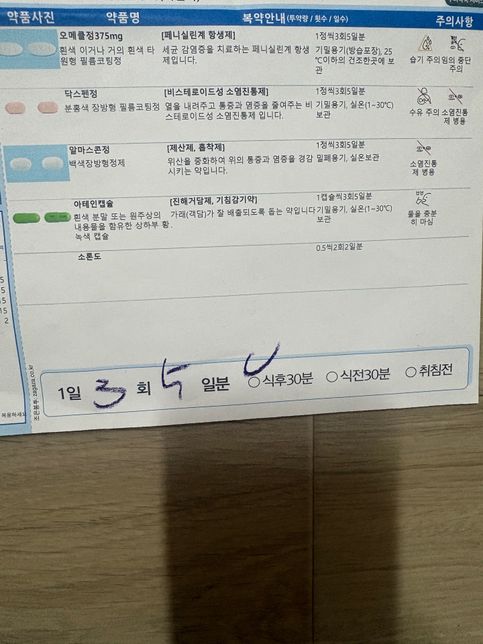 약품사진 약품명 복약안내(투약량 / 횟수 / 일수) 주의사항
오메클정375mg [페니실린계 항생제] 1정씩3회5일분
흰색 이거나 거의 흰색 타원형 필름코팅정 세균 감염증을 치료하는 페니실린계 항생제입니다. 기밀용기(방습포장), 25℃이하의 건조한곳에 보관
습기 주의 임의 중단 주의
닥스펜정 [비스테로이드성 소염진통제] 1정씩3회5일분
분홍색 장방형 필름코팅정 열을 내려주고 통증과 염증을 줄여주는 비스테로이드성 소염진통제 입니다. 기밀용기, 실온(1~30℃)보관
수유 주의 소염진통제 병용
알마스콘정 [제산제, 흡착제] 1정씩3회5일분
백색장방형정제 위산을 중화하여 위의 통증과 염증을 경감시키는 약입니다. 밀폐용기, 실온보관
소염진통제 병용
아테인캡슐 [진해거담제, 기침감기약] 1캡슐씩3회5일분
흰색 분말 또는 원주상의 내용물을 함유한 상하부 황녹색 캡슐 가래(객담)가 잘 배출되도록 돕는 약입니다 기밀용기, 실온(1~30℃)보관
물을 충분히 마심
소론도 0.5씩2회2일분
1일 3 회 5 일분 ○식후30분 ○식전30분 ○취침전